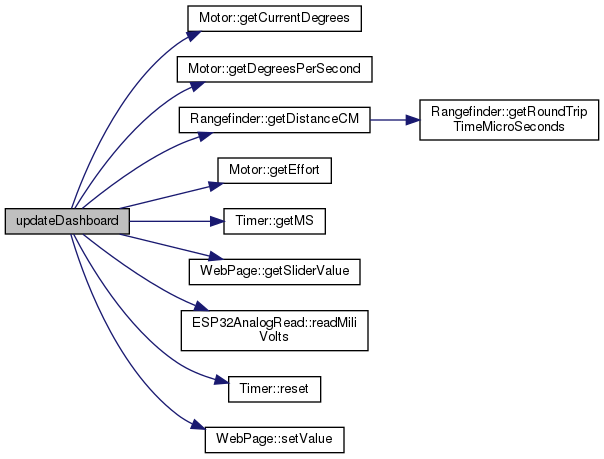 updateDashboard
Motor::getCurrentDegrees
Motor::getDegreesPerSecond
Rangefinder::getDistanceCM
Rangefinder::getRoundTrip
TimeMicroSeconds
Motor::getEffort
Timer::getMS
WebPage::getSliderValue
ESP32AnalogRead::readMili
Volts
Timer::reset
WebPage::setValue